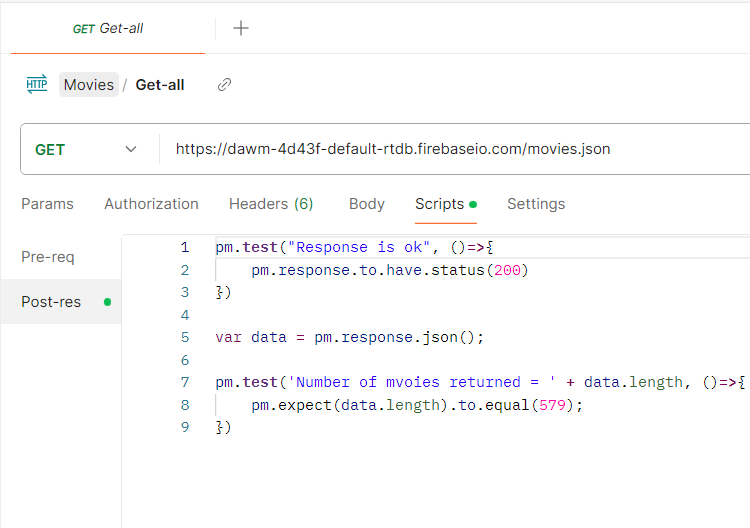 GET Get-all
HTTP Movies / Get-all
GET https://dawm-4d43f-default-rtdb.firebaseio.com/movies.json
Params Authorization Headers (6) Body Scripts Settings
Pre-req
Post-res
1 pm.test("Response is ok", ()=>{
2     pm.response.to.have.status(200)
3 })
4
5 var data = pm.response.json();
6
7 pm.test('Number of mvoies returned = ' + data.length, ()=>{
8     pm.expect(data.length).to.equal(579);
9 })